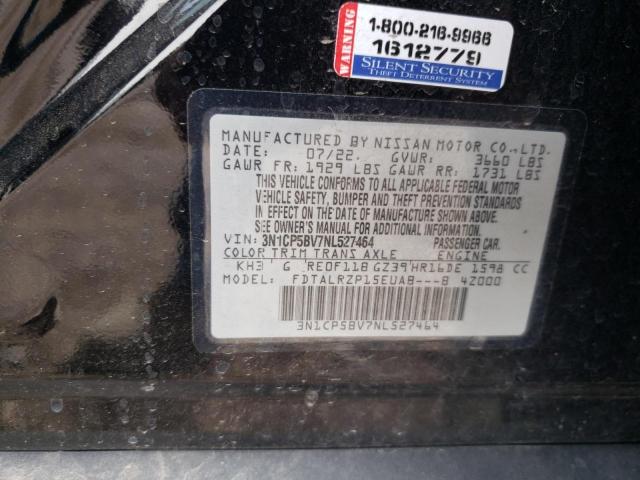 WARNING
1-800-216-9966
1612779
SILENT SECURITY
THEFT DETERRENT SYSTEM
MANUFACTURED BY NISSAN MOTOR CO.,LTD.
DATE: 07/22. GVWR: 3660 LBS
GAWR FR: 1929 LBS GAWR RR: 1731 LBS
THIS VEHICLE CONFORMS TO ALL APPLICABLE FEDERAL MOTOR
VEHICLE SAFETY, BUMPER AND THEFT PREVENTION STANDARDS
IN EFFECT ON THE DATE OF MANUFACTURE SHOWN ABOVE.
SEE OWNER'S MANUAL FOR ADDITIONAL INFORMATION.
VIN: 3N1CP5BV7NL527464 PASSENGER CAR.
COLOR TRIM TRANS AXLE ENGINE
KH3 G RE0F11B GZ39 HR16DE 1598 CC
MODEL: FDTALRZP15EUAB---B 4Z000
3N1CP5BV7NL527464